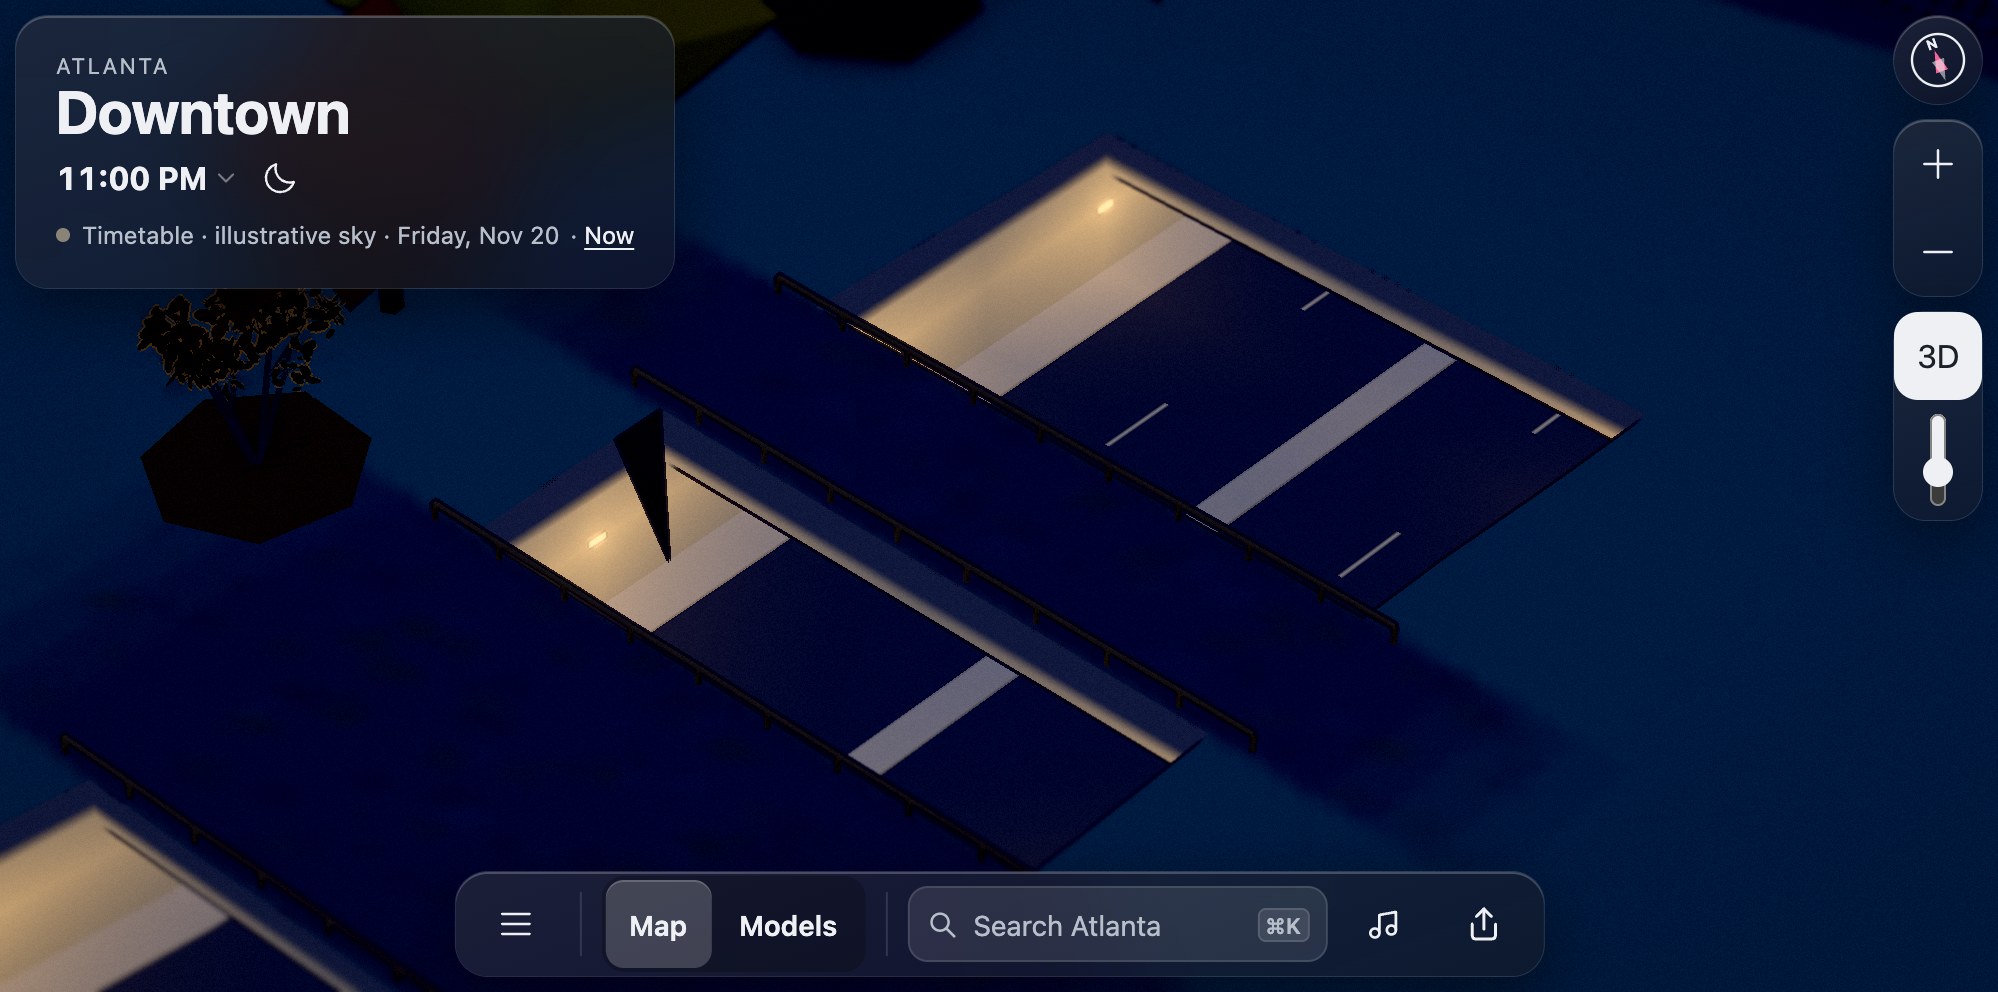 ATLANTA
Downtown
11:00 PM
Timetable · illustrative sky · Friday, Nov 20 · Now
N
3D
Map
Models
Search Atlanta
⌘K